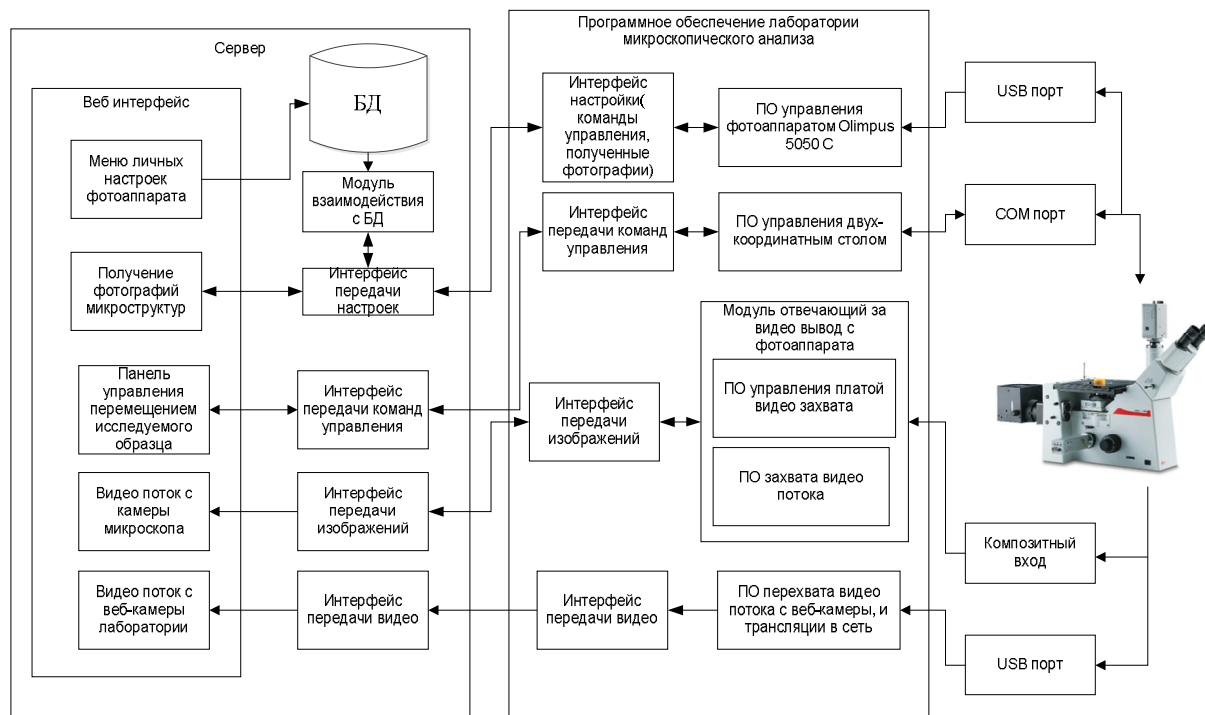 Сервер
Веб интерфейс
Меню личных
настроек
фотоаппарата
Получение
фотографий
микроструктур
Панель
управления
перемещением
исследуемого
образца
Видео поток с
камеры
микроскопа
Видео поток с
веб-камеры
лаборатории
БД
Модуль
взаимодействия
с БД
Интерфейс
передачи
настроек
Интерфейс
передачи команд
управления
Интерфейс
передачи
изображений
Интерфейс
передачи видео
Программное обеспечение лаборатории
микроскопического анализа
Интерфейс
настройки(
команды
управления,
полученные
фотографии)
Интерфейс
передачи команд
управления
Интерфейс
передачи
изображений
Интерфейс
передачи видео
ПО управления
фотоаппаратом Olimpus
5050 C
ПО управления двух-
координатным столом
Модуль отвечающий за
видео вывод с
фотоаппарата
ПО управления платой
видео захвата
ПО захвата видео
потока
ПО перехвата видео
потока с веб-камеры, и
трансляции в сеть
USB порт
COM порт
Композитный
вход
USB порт